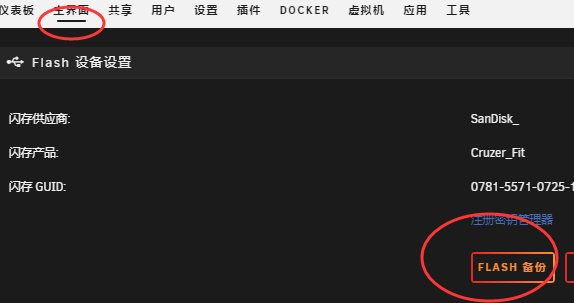 仪表板 主界面 共享 用户 设置 插件 DOCKER 虚拟机 应用 工具
Flash 设备设置
闪存供应商: SanDisk_
闪存产品: Cruzer_Fit
闪存 GUID: 0781-5571-0725-1
注册密钥管理器
FLASH 备份